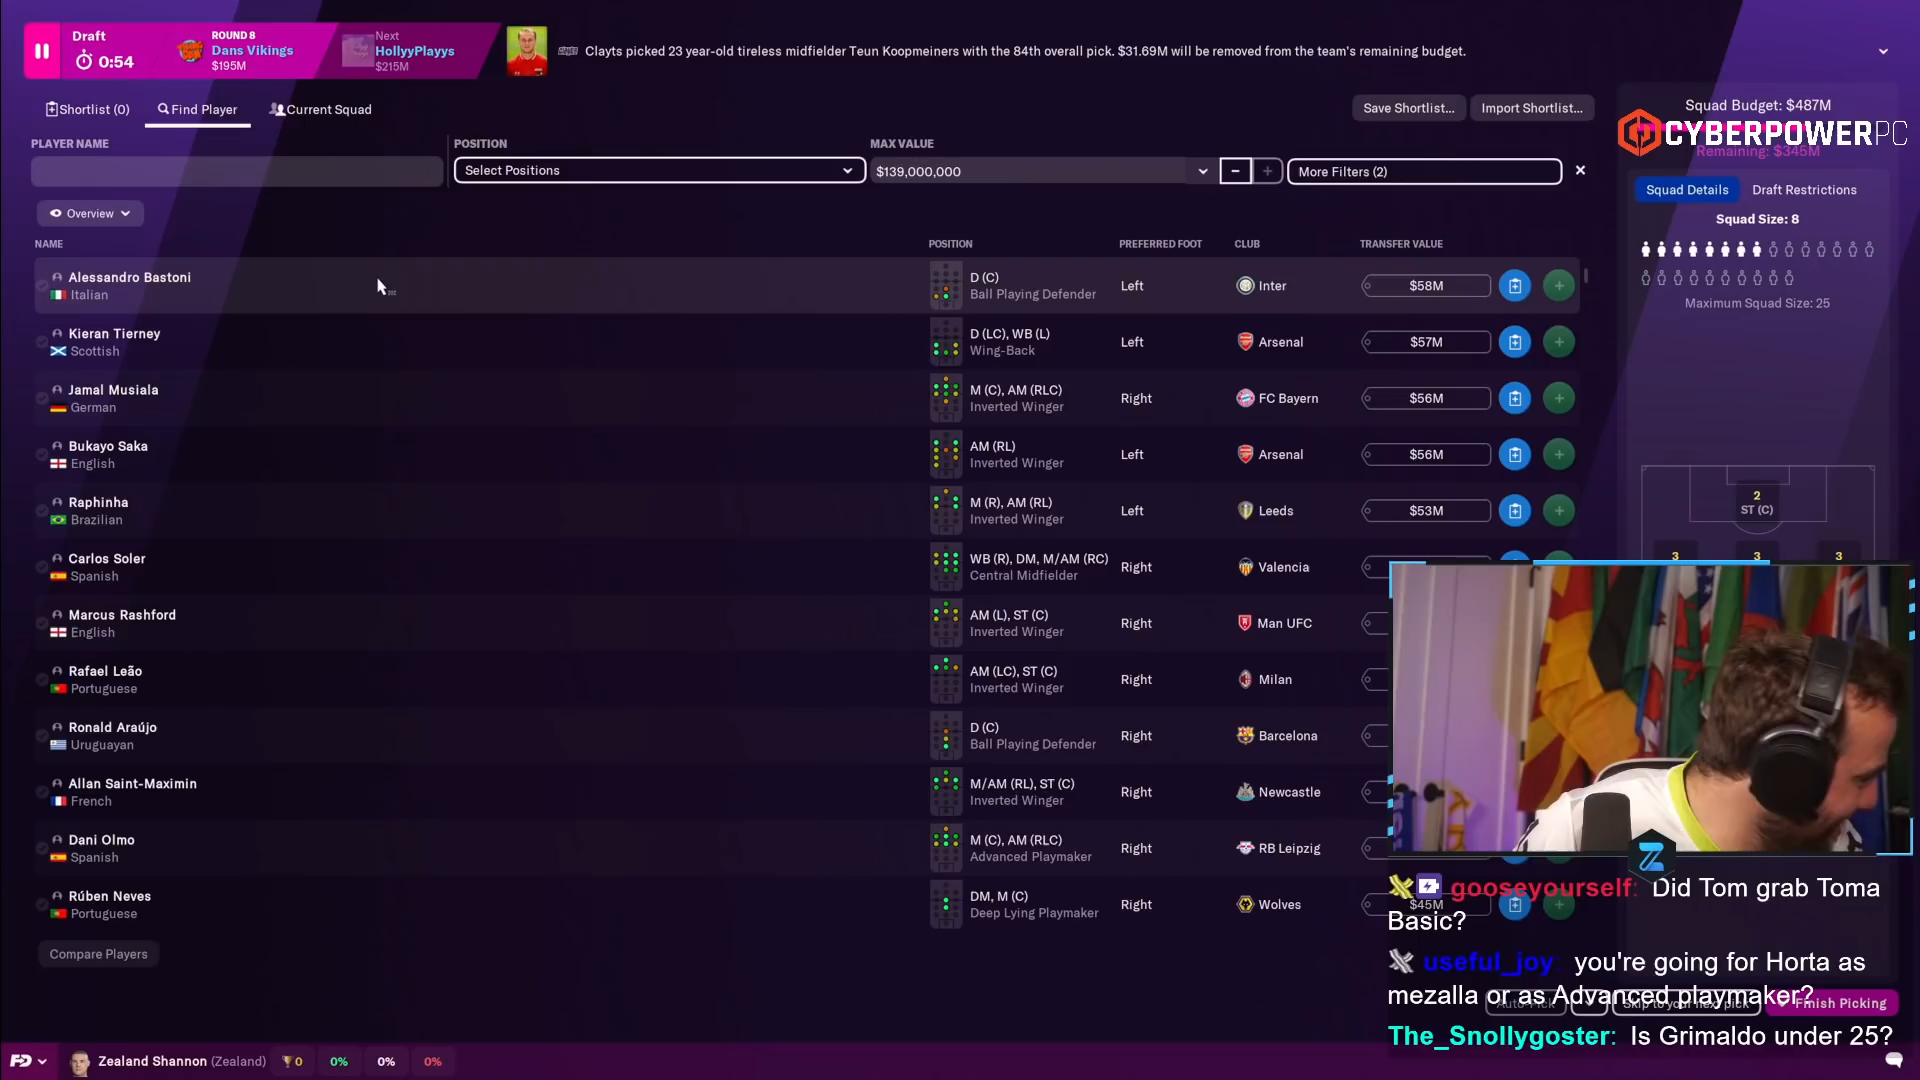 Draft
0:54
ROUND 8
Dans Vikings
$195M
Next
HollyyPlayys
$215M
Clayts picked 23 year-old tireless midfielder Teun Koopmeiners with the 84th overall pick. $31.69M will be removed from the team's remaining budget.
Shortlist (0)
Find Player
Current Squad
Save Shortlist...
Import Shortlist...
Squad Budget: $487M
CYBERPOWERPC
Remaining: $345M
PLAYER NAME
POSITION
MAX VALUE
Select Positions
$139,000,000
More Filters (2)
Squad Details
Draft Restrictions
Squad Size: 8
Maximum Squad Size: 25
Overview
NAME POSITION PREFERRED FOOT CLUB TRANSFER VALUE
Alessandro Bastoni
Italian
D (C)
Ball Playing Defender
Left
Inter
$58M
Kieran Tierney
Scottish
D (LC), WB (L)
Wing-Back
Left
Arsenal
$57M
Jamal Musiala
German
M (C), AM (RLC)
Inverted Winger
Right
FC Bayern
$56M
Bukayo Saka
English
AM (RL)
Inverted Winger
Left
Arsenal
$56M
Raphinha
Brazilian
M (R), AM (RL)
Inverted Winger
Left
Leeds
$53M
Carlos Soler
Spanish
WB (R), DM, M/AM (RC)
Central Midfielder
Right
Valencia
Marcus Rashford
English
AM (L), ST (C)
Inverted Winger
Right
Man UFC
Rafael Leão
Portuguese
AM (LC), ST (C)
Inverted Winger
Right
Milan
Ronald Araújo
Uruguayan
D (C)
Ball Playing Defender
Right
Barcelona
Allan Saint-Maximin
French
M/AM (RL), ST (C)
Inverted Winger
Right
Newcastle
Dani Olmo
Spanish
M (C), AM (RLC)
Advanced Playmaker
Right
RB Leipzig
Rúben Neves
Portuguese
DM, M (C)
Deep Lying Playmaker
Right
Wolves
$45M
2
ST (C)
3 3 3
Compare Players
gooseyourself: Did Tom grab Toma
Basic?
useful_joy: you're going for Horta as
mezalla or as Advanced playmaker?
The_Snollygoster: Is Grimaldo under 25?
Auto Pick
Skip to your next pick
Finish Picking
FD
Zealand Shannon (Zealand)
0
0%
0%
0%